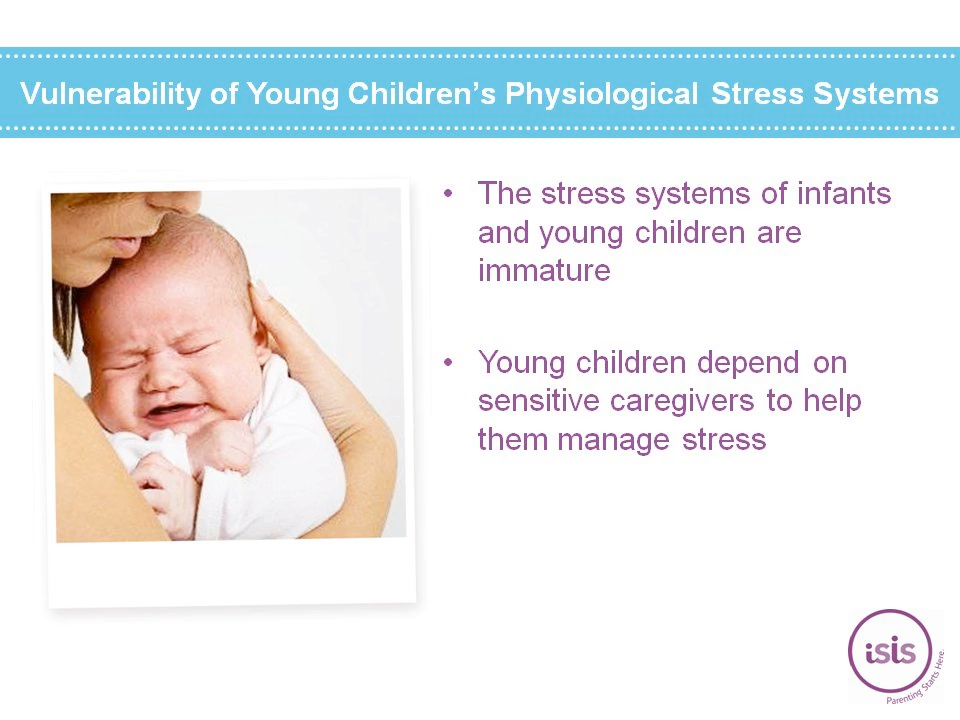 Vulnerability of Young Children's Physiological Stress Systems
• The stress systems of infants
and young children are
immature
• Young children depend on
sensitive caregivers to help
them manage stress
isis
Parenting Starts Here.